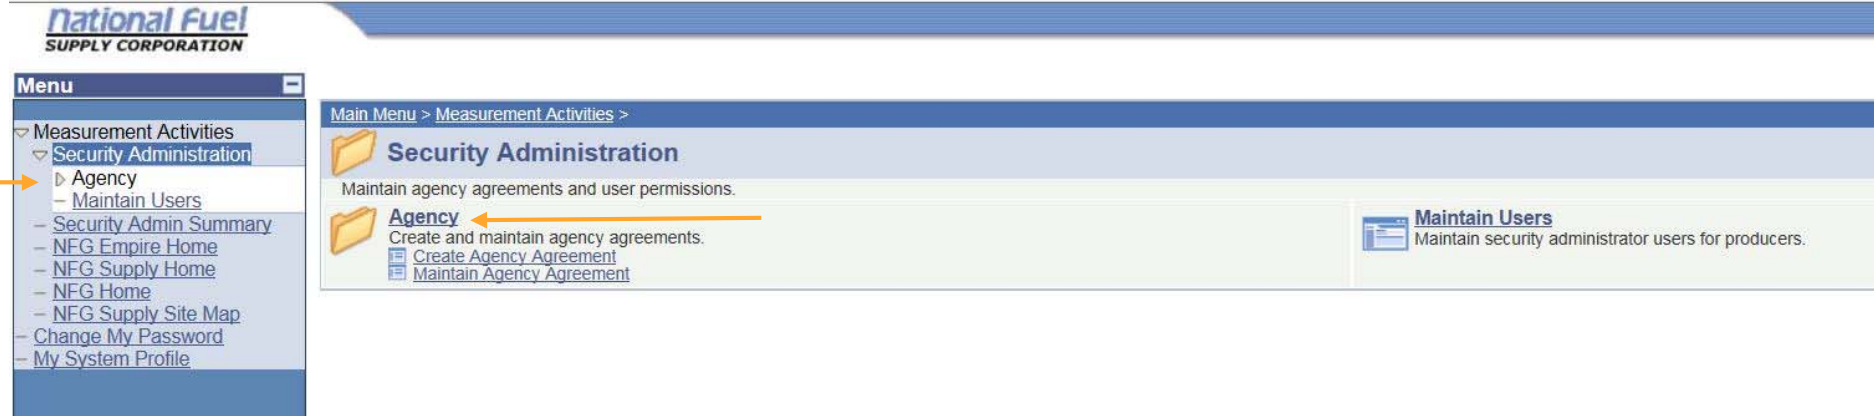 national Fuel
SUPPLY CORPORATION
Menu
Measurement Activities
Security Administration
Agency
Maintain Users
Security Admin Summary
NFG Empire Home
NFG Supply Home
NFG Home
NFG Supply Site Map
Change My Password
My System Profile
Main Menu > Measurement Activities >
Security Administration
Maintain agency agreements and user permissions.
Agency
Create and maintain agency agreements.
Create Agency Agreement
Maintain Agency Agreement
Maintain Users
Maintain security administrator users for producers.